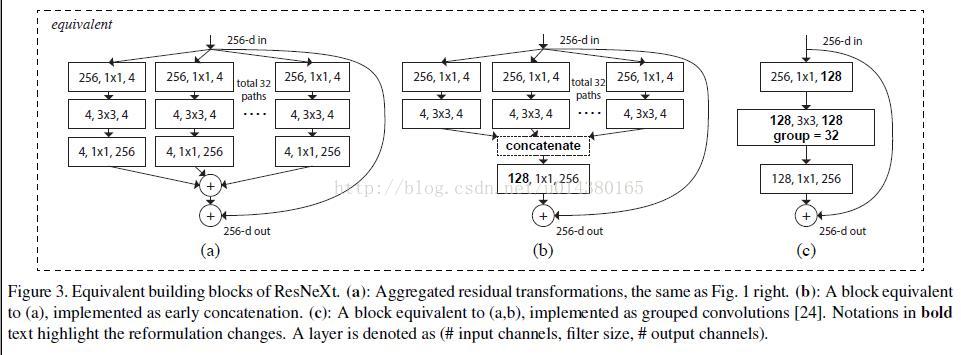 equivalent
256-d in
256, 1x1, 4
256, 1x1, 4
total 32
paths
256, 1x1, 4
4, 3x3, 4
4, 3x3, 4
....
4, 3x3, 4
4, 1x1, 256
4, 1x1, 256
4, 1x1, 256
+
+
256-d out
(a)
256-d in
256, 1x1, 4
256, 1x1, 4
total 32
paths
256, 1x1, 4
4, 3x3, 4
4, 3x3, 4
....
4, 3x3, 4
concatenate
128, 1x1, 256
+
256-d out
(b)
256-d in
256, 1x1, 128
128, 3x3, 128
group = 32
128, 1x1, 256
+
256-d out
(c)
Figure 3. Equivalent building blocks of ResNeXt. (a): Aggregated residual transformations, the same as Fig. 1 right. (b): A block equivalent
to (a), implemented as early concatenation. (c): A block equivalent to (a,b), implemented as grouped convolutions [24]. Notations in bold
text highlight the reformulation changes. A layer is denoted as (# input channels, filter size, # output channels).